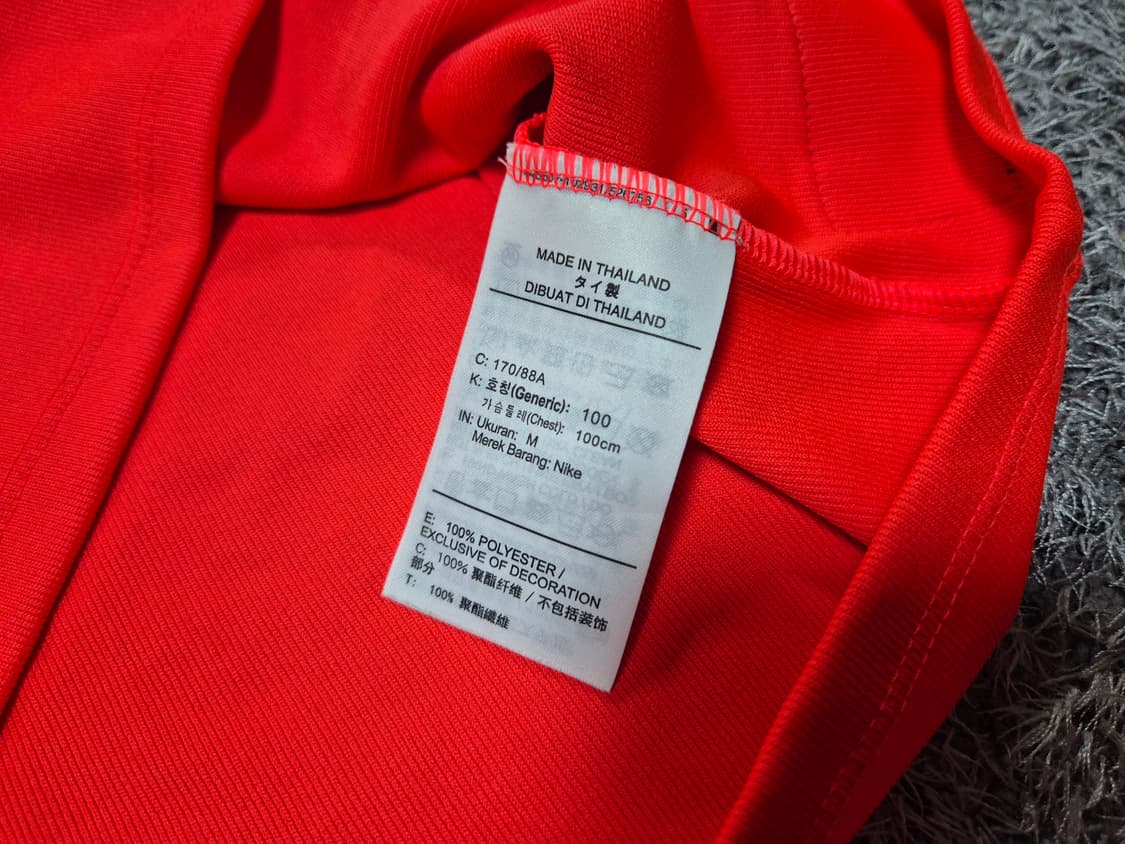 MADE IN THAILAND
タイ製
DIBUAT DI THAILAND
C: 170/88A
K: 호칭(Generic): 100
가슴둘레(Chest): 100cm
IN: Ukuran: M
Merek Barang: Nike
E: 100% POLYESTER /
EXCLUSIVE OF DECORATION
C: 100% 聚酯纤维 / 不包括装饰
部分
T: 100% 聚酯纖維